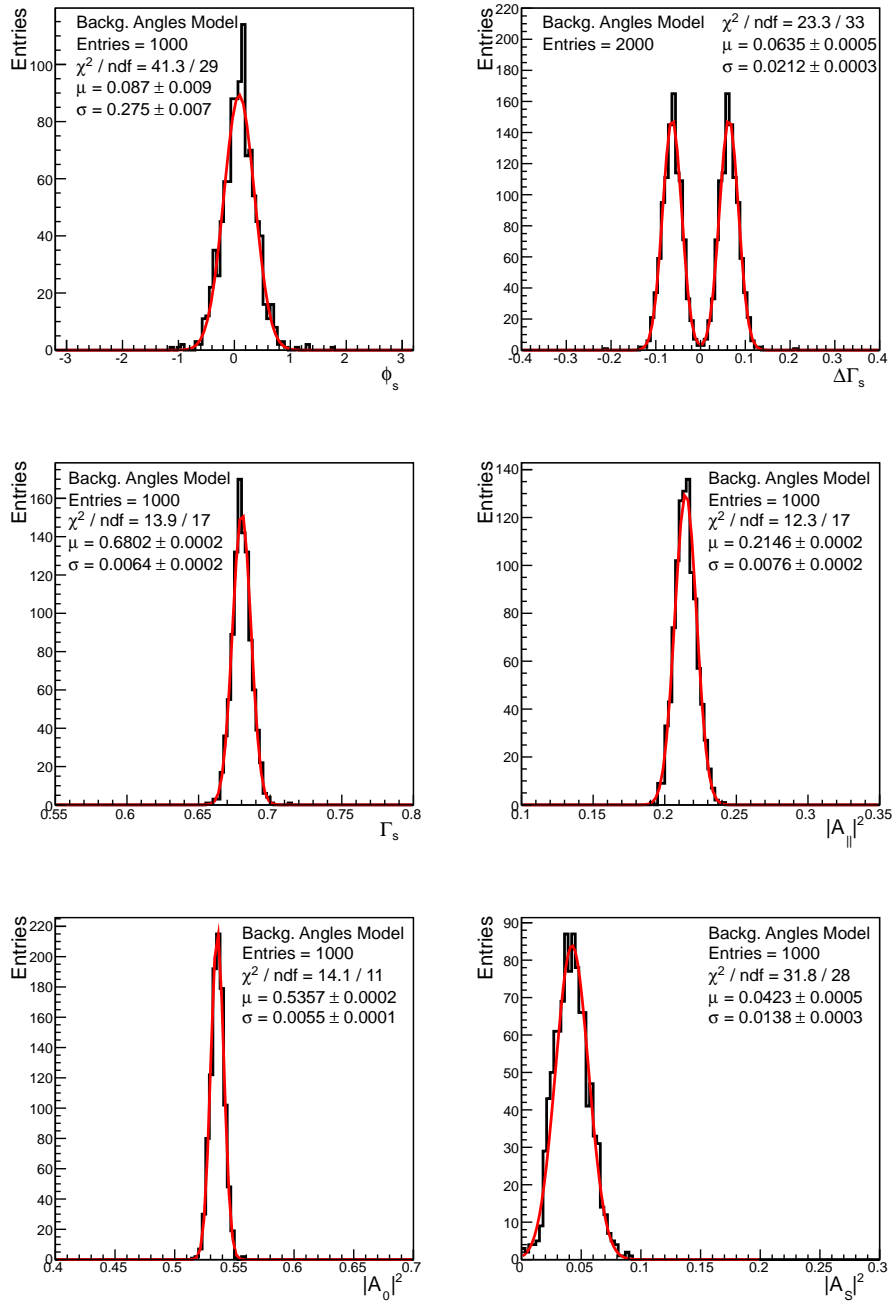 Entries
Backg. Angles Model
Entries = 1000
χ² / ndf = 41.3 / 29
μ = 0.087 ± 0.009
σ = 0.275 ± 0.007
100
80
60
40
20
0
-3 -2 -1 0 1 2 3
ϕₛ
Entries
Backg. Angles Model
Entries = 2000
χ² / ndf = 23.3 / 33
μ = 0.0635 ± 0.0005
σ = 0.0212 ± 0.0003
220
200
180
160
140
120
100
80
60
40
20
0
-0.4 -0.3 -0.2 -0.1 0 0.1 0.2 0.3 0.4
ΔΓₛ
Entries
Backg. Angles Model
Entries = 1000
χ² / ndf = 13.9 / 17
μ = 0.6802 ± 0.0002
σ = 0.0064 ± 0.0002
160
140
120
100
80
60
40
20
0
0.55 0.6 0.65 0.7 0.75 0.8
Γₛ
Entries
Backg. Angles Model
Entries = 1000
χ² / ndf = 12.3 / 17
μ = 0.2146 ± 0.0002
σ = 0.0076 ± 0.0002
140
120
100
80
60
40
20
0
0.1 0.15 0.2 0.25 0.3 0.35
|A_|||²
Entries
Backg. Angles Model
Entries = 1000
χ² / ndf = 14.1 / 11
μ = 0.5357 ± 0.0002
σ = 0.0055 ± 0.0001
220
200
180
160
140
120
100
80
60
40
20
0
0.4 0.45 0.5 0.55 0.6 0.65 0.7
|A₀|²
Entries
Backg. Angles Model
Entries = 1000
χ² / ndf = 31.8 / 28
μ = 0.0423 ± 0.0005
σ = 0.0138 ± 0.0003
90
80
70
60
50
40
30
20
10
0
0 0.05 0.1 0.15 0.2 0.25 0.3
|A_S|²